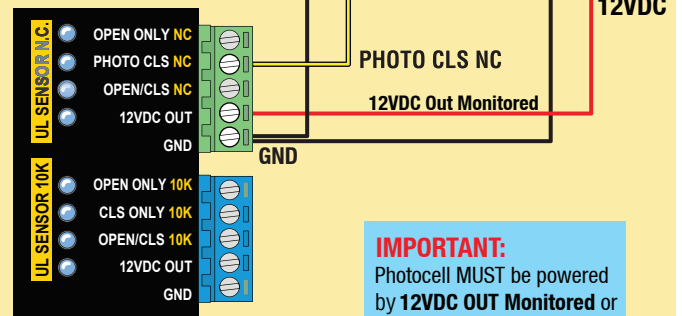 12VDC
UL SENSOR N.C.
OPEN ONLY NC
PHOTO CLS NC
OPEN/CLS NC
12VDC OUT
GND
PHOTO CLS NC
12VDC Out Monitored
GND
UL SENSOR 10K
OPEN ONLY 10K
CLS ONLY 10K
OPEN/CLS 10K
12VDC OUT
GND
IMPORTANT:
Photocell MUST be powered
by 12VDC OUT Monitored or